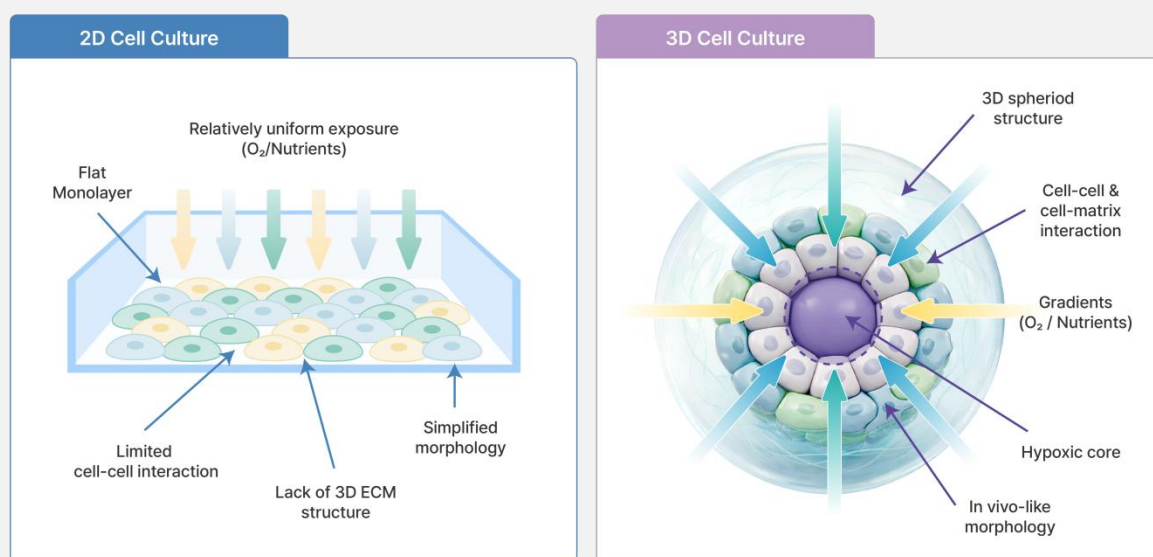 2D Cell Culture
Relatively uniform exposure
(O₂/Nutrients)
Flat
Monolayer
Limited
cell-cell interaction
Lack of 3D ECM
structure
Simplified
morphology
3D Cell Culture
3D spheriod
structure
Cell-cell &
cell-matrix
interaction
Gradients
(O₂ / Nutrients)
Hypoxic core
In vivo-like
morphology